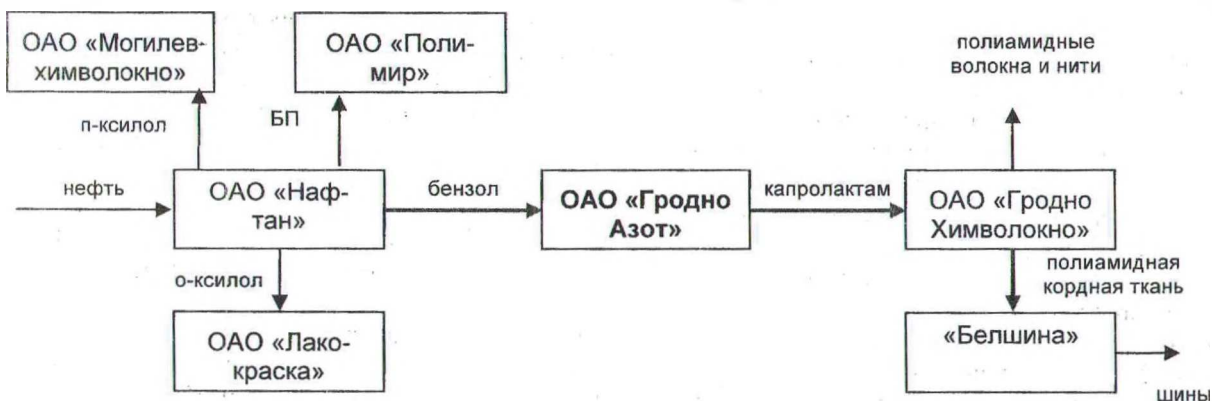 ОАО «Могилев-
химволокно»
ОАО «Поли-
мир»
полиамидные
волокна и нити
п-ксилол
БП
нефть
ОАО «Наф-
тан»
бензол
ОАО «Гродно
Азот»
капролактам
ОАО «Гродно
Химволокно»
о-ксилол
полиамидная
кордная ткань
ОАО «Лако-
краска»
«Белшина»
шины